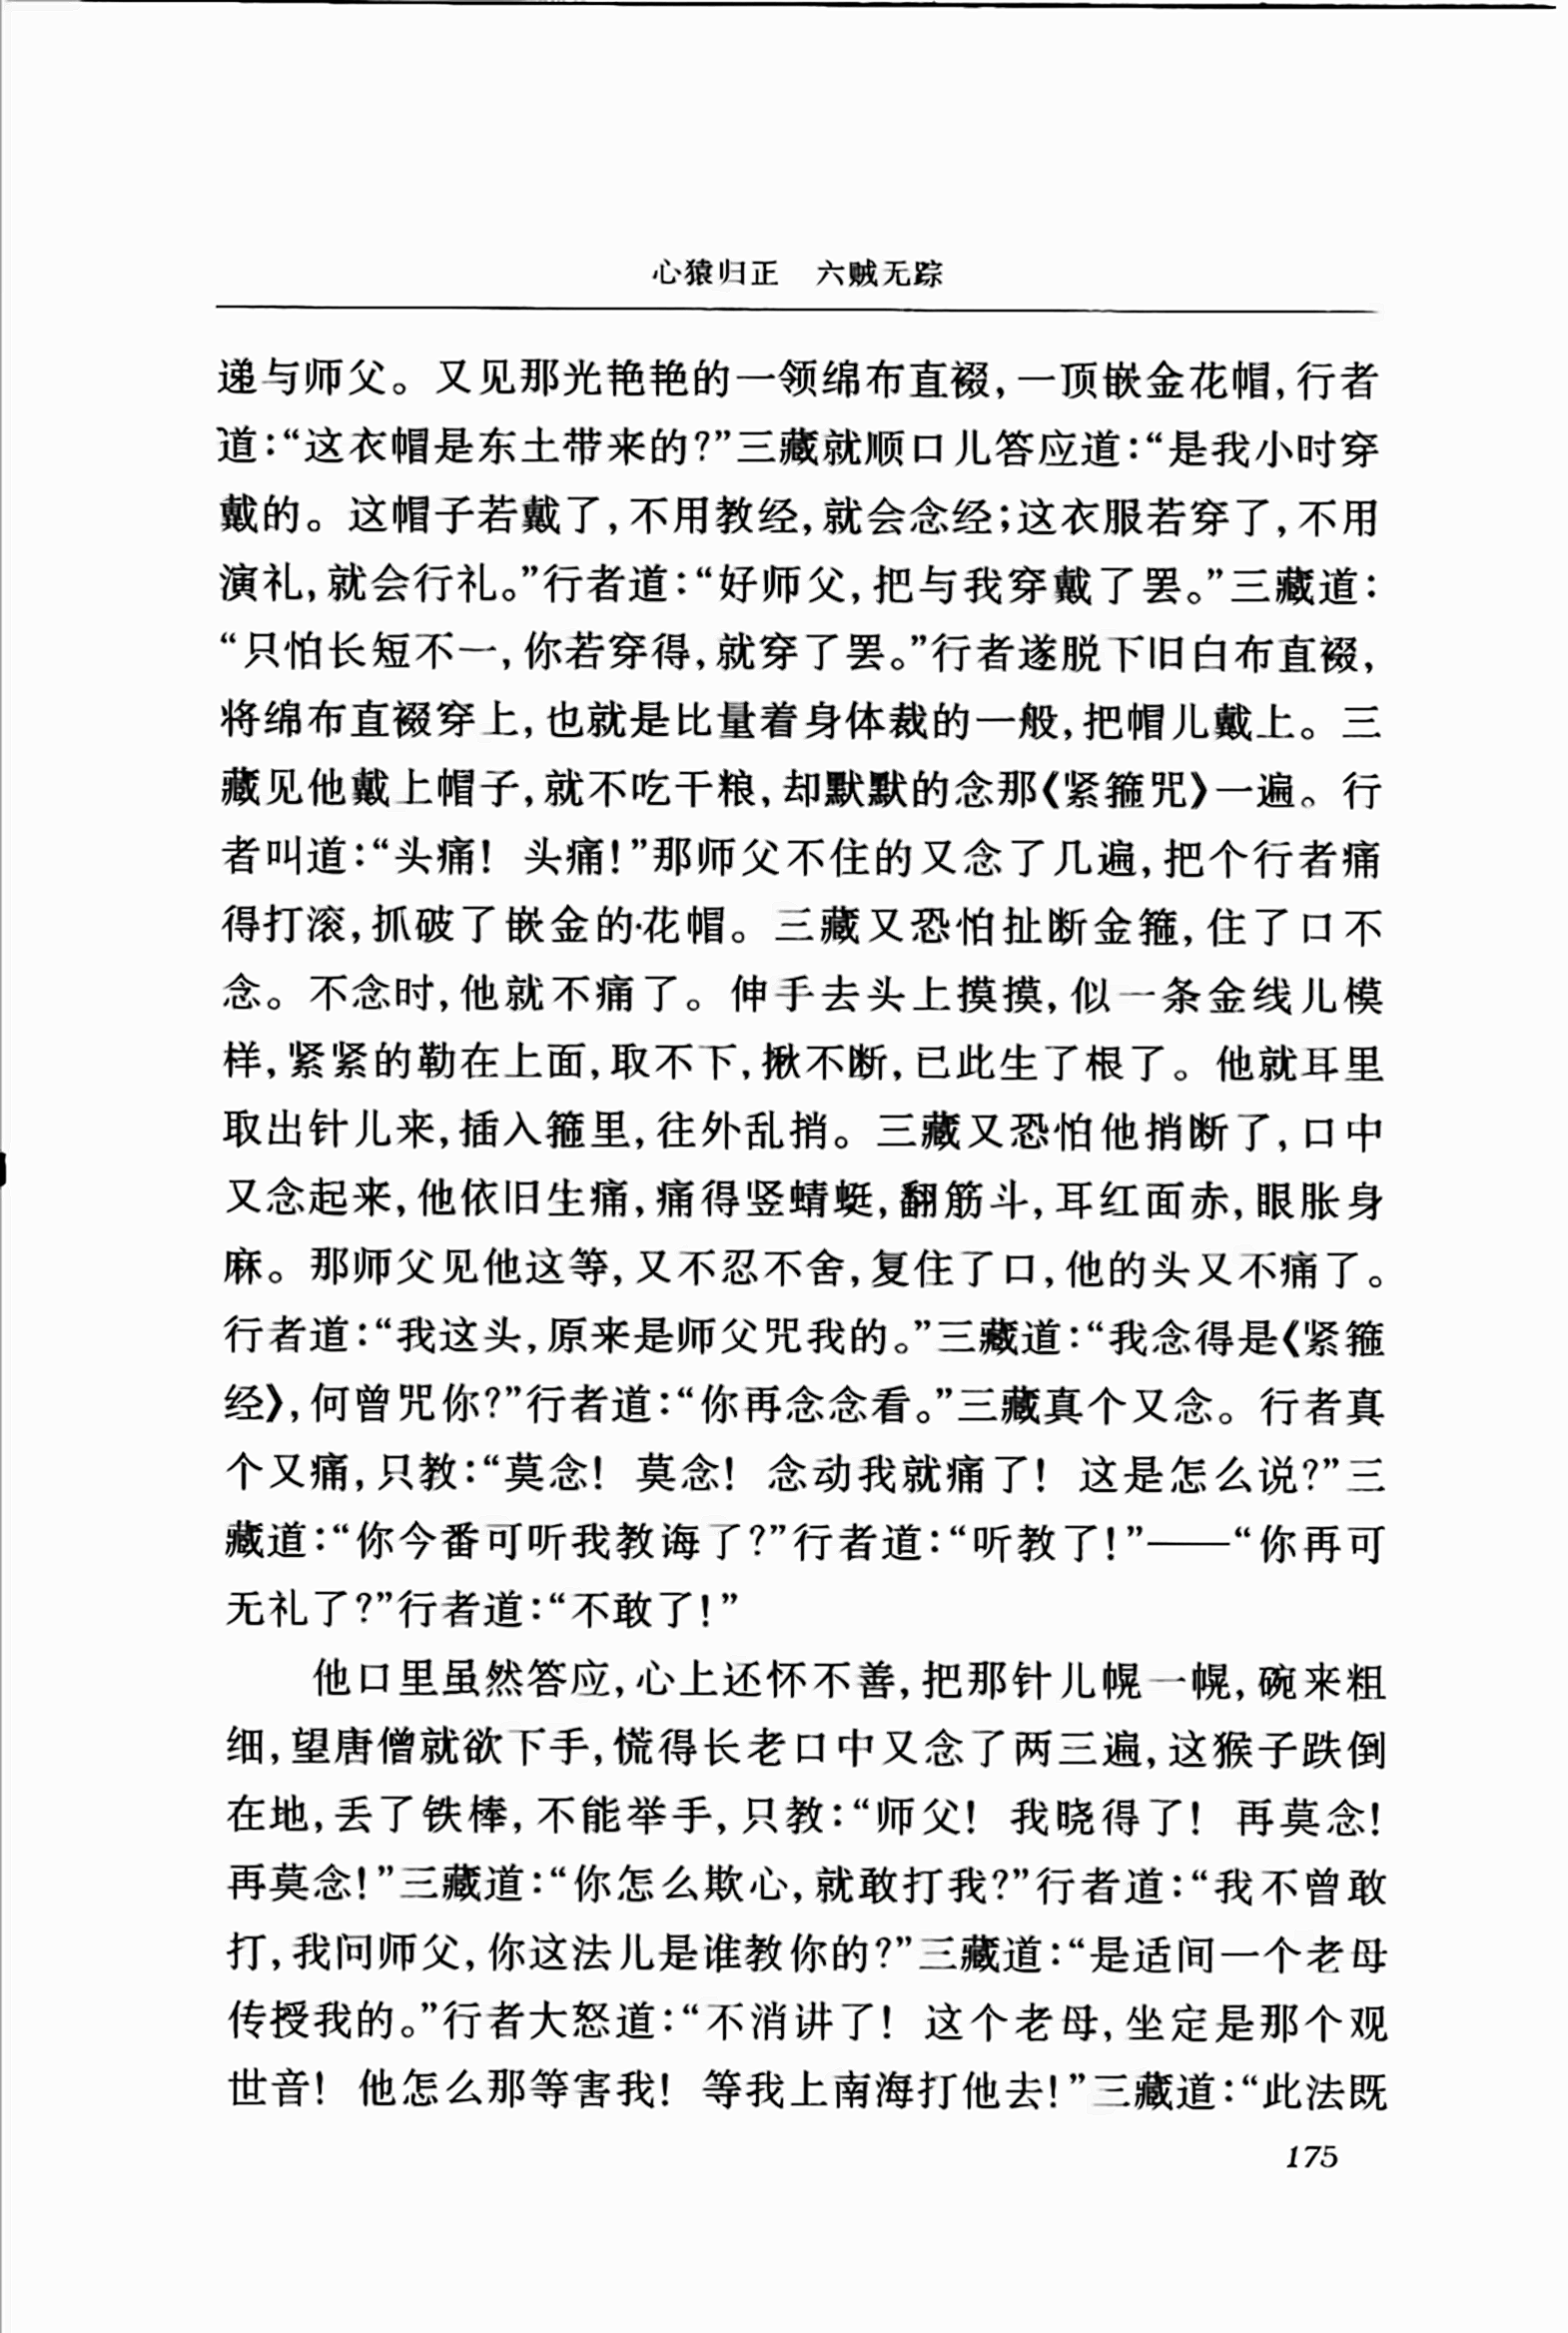 心猿归正　六贼无踪
递与师父。又见那光艳艳的一领绵布直裰,一顶嵌金花帽,行者
道:“这衣帽是东土带来的?”三藏就顺口儿答应道:“是我小时穿
戴的。这帽子若戴了,不用教经,就会念经;这衣服若穿了,不用
演礼,就会行礼。”行者道:“好师父,把与我穿戴了罢。”三藏道:
“只怕长短不一,你若穿得,就穿了罢。”行者遂脱下旧白布直裰,
将绵布直裰穿上,也就是比量着身体裁的一般,把帽儿戴上。三
藏见他戴上帽子,就不吃干粮,却默默的念那《紧箍咒》一遍。行
者叫道:“头痛! 头痛!”那师父不住的又念了几遍,把个行者痛
得打滚,抓破了嵌金的花帽。三藏又恐怕扯断金箍,住了口不
念。不念时,他就不痛了。伸手去头上摸摸,似一条金线儿模
样,紧紧的勒在上面,取不下,揪不断,已此生了根了。他就耳里
取出针儿来,插入箍里,往外乱捎。三藏又恐怕他捎断了,口中
又念起来,他依旧生痛,痛得竖蜻蜓,翻筋斗,耳红面赤,眼胀身
麻。那师父见他这等,又不忍不舍,复住了口,他的头又不痛了。
行者道:“我这头,原来是师父咒我的。”三藏道:“我念得是《紧箍
经》,何曾咒你?”行者道:“你再念念看。”三藏真个又念。行者真
个又痛,只教:“莫念! 莫念! 念动我就痛了! 这是怎么说?”三
藏道:“你今番可听我教诲了?”行者道:“听教了!”——“你再可
无礼了?”行者道:“不敢了!”
他口里虽然答应,心上还怀不善,把那针儿幌一幌,碗来粗
细,望唐僧就欲下手,慌得长老口中又念了两三遍,这猴子跌倒
在地,丢了铁棒,不能举手,只教:“师父! 我晓得了! 再莫念!
再莫念!”三藏道:“你怎么欺心,就敢打我?”行者道:“我不曾敢
打,我问师父,你这法儿是谁教你的?”三藏道:“是适间一个老母
传授我的。”行者大怒道:“不消讲了! 这个老母,坐定是那个观
世音! 他怎么那等害我! 等我上南海打他去!”三藏道:“此法既
175